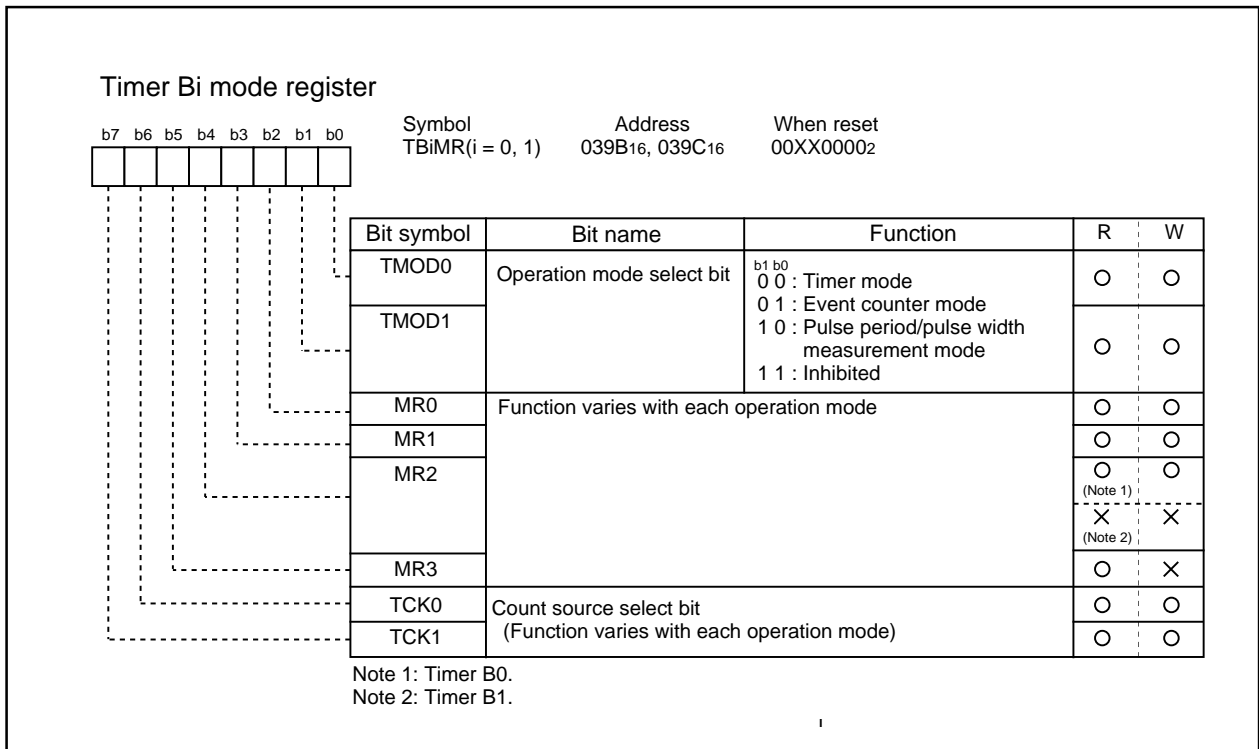 Timer Bi mode register
b7 b6 b5 b4 b3 b2 b1 b0
Symbol Address When reset
TBiMR(i = 0, 1) 039B16, 039C16 00XX00002
Bit symbol Bit name Function R W
TMOD0 Operation mode select bit b1 b0
0 0 : Timer mode
0 1 : Event counter mode
TMOD1 1 0 : Pulse period/pulse width
measurement mode
1 1 : Inhibited
MR0 Function varies with each operation mode
MR1
MR2
(Note 1)
(Note 2)
MR3
TCK0 Count source select bit
(Function varies with each operation mode)
TCK1
Note 1: Timer B0.
Note 2: Timer B1.